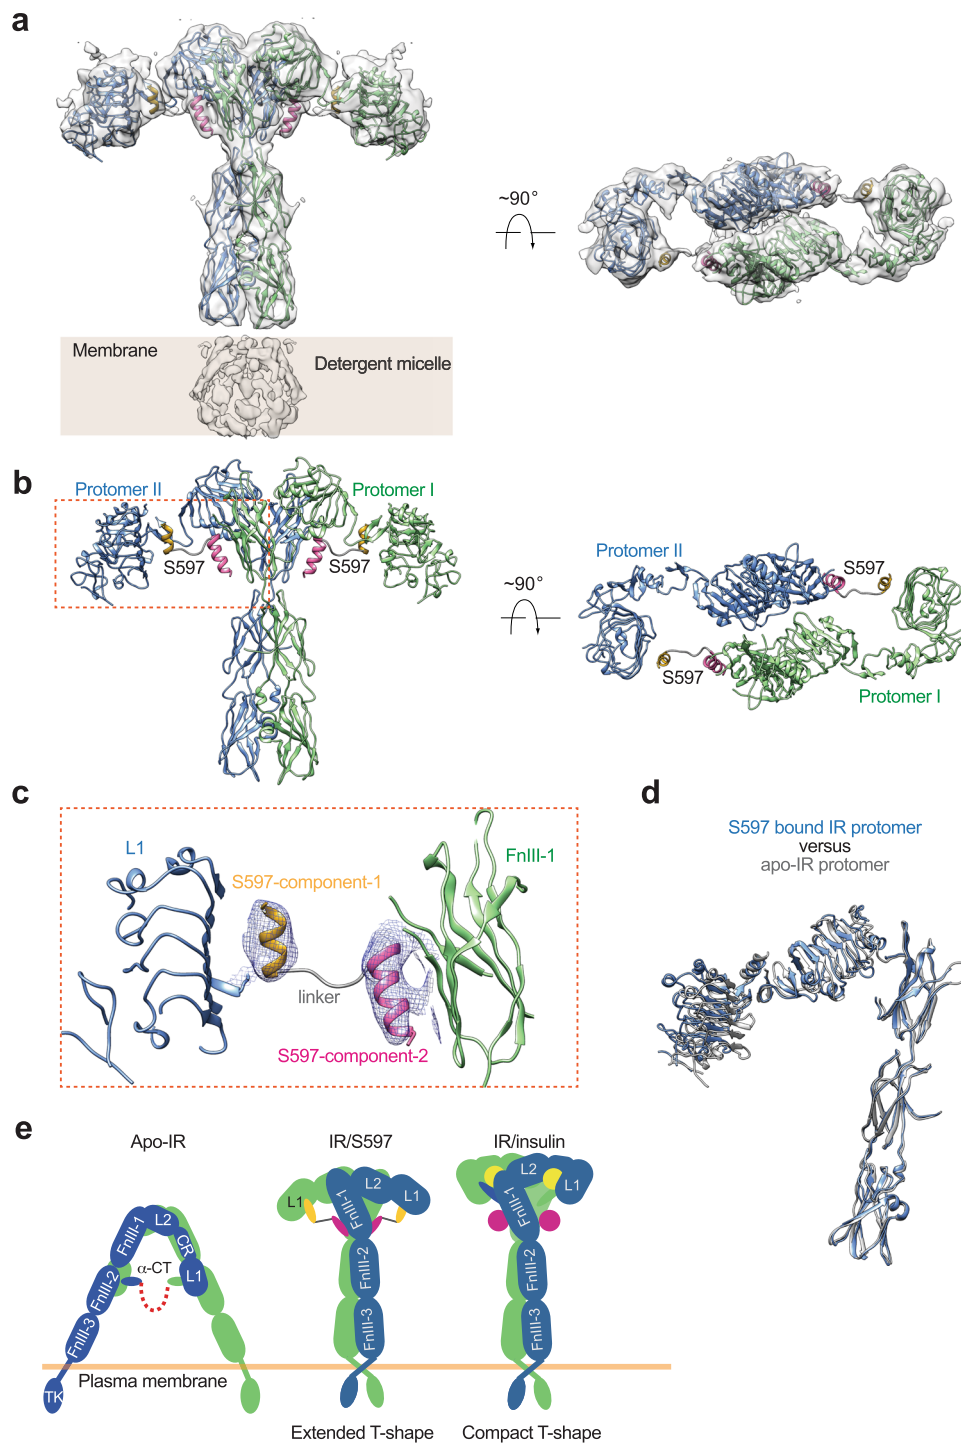 a
~90°
Membrane
Detergent micelle
b
Protomer II
Protomer I
S597
S597
~90°
Protomer II
S597
S597
Protomer I
c
L1
S597-component-1
FnIII-1
linker
S597-component-2
d
S597 bound IR protomer
versus
apo-IR protomer
e
Apo-IR
IR/S597
IR/insulin
FnIII-1
L2
CR
α-CT
L1
FnIII-2
FnIII-3
TK
L1
L2
L1
FnIII-1
FnIII-2
FnIII-3
L2
L1
FnIII-1
FnIII-2
FnIII-3
Plasma membrane
Extended T-shape
Compact T-shape